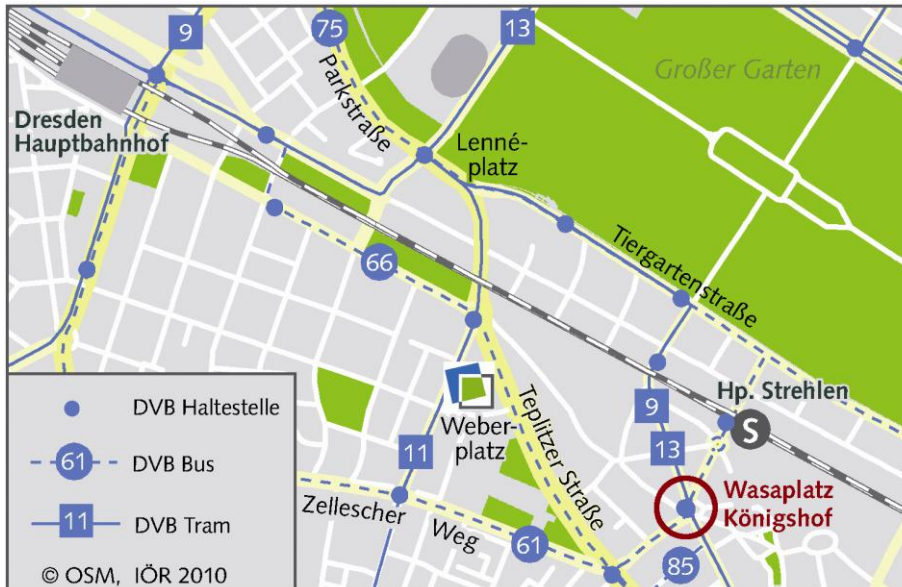 75
9
13
Großer Garten
Parkstraße
Dresden
Hauptbahnhof
Lenné-
platz
66
Tiergartenstraße
Hp. Strehlen
S
9
Weber-
platz
Teplitzer Straße
11
13
Wasaplatz
Königshof
Zellescher
Weg
61
85
DVB Haltestelle
61
DVB Bus
11
DVB Tram
© OSM, IÖR 2010